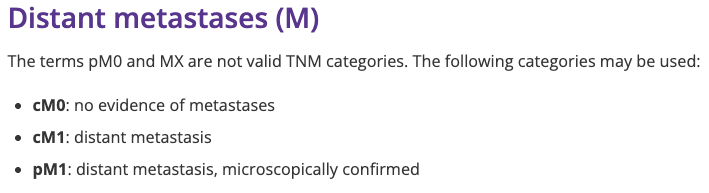 Distant metastases (M)
The terms pM0 and MX are not valid TNM categories. The following categories may be used:
• cM0: no evidence of metastases
• cM1: distant metastasis
• pM1: distant metastasis, microscopically confirmed